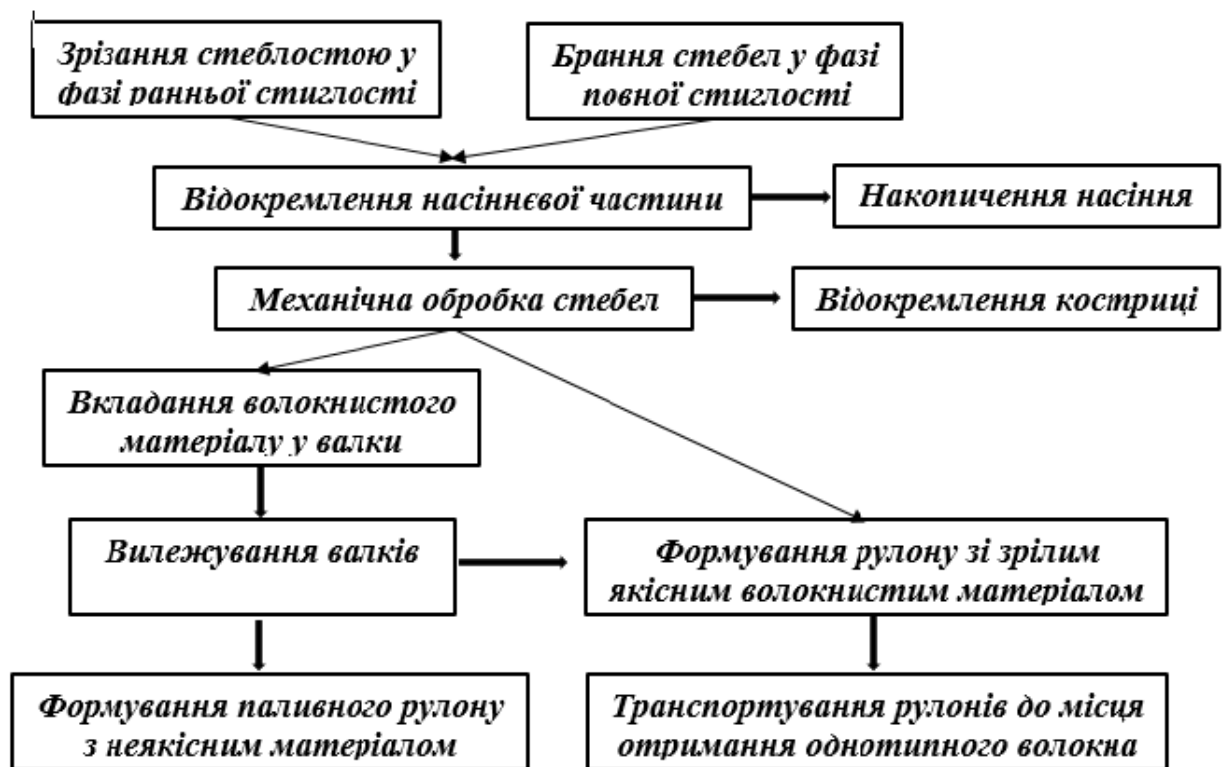 Зрізання стеблостою у
фазі ранньої стиглості
Брання стебел у фазі
повної стиглості
Відокремлення насіннєвої частини
Накопичення насіння
Механічна обробка стебел
Відокремлення костриці
Вкладання волокнистого
матеріалу у валки
Вилежування валків
Формування рулону зі зрілим
якісним волокнистим матеріалом
Формування паливного рулону
з неякісним матеріалом
Транспортування рулонів до місця
отримання однотипного волокна